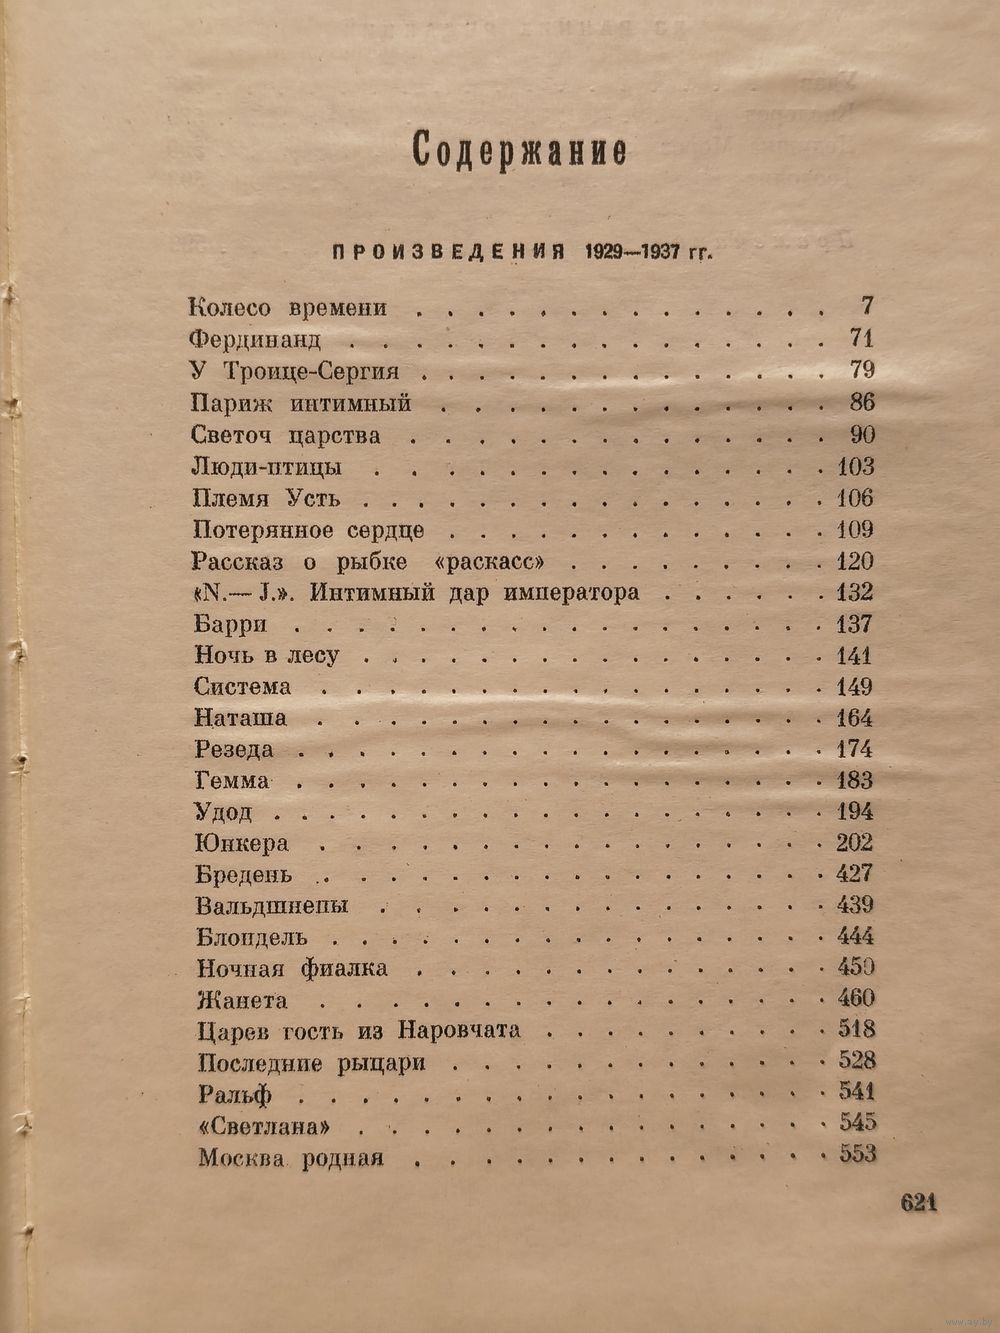 Содержание
ПРОИЗВЕДЕНИЯ 1929—1937 гг.
Колесо времени . . . . . . . . . . . . . . 7
Фердинанд . . . . . . . . . . . . . . . 71
У Троице-Сергия . . . . . . . . . . . . . 79
Париж интимный . . . . . . . . . . . . . 86
Светоч царства . . . . . . . . . . . . . . 90
Люди-птицы . . . . . . . . . . . . . . . 103
Племя Усть . . . . . . . . . . . . . . . 106
Потерянное сердце . . . . . . . . . . . . 109
Рассказ о рыбке «раскасс» . . . . . . . . . 120
«N.— J.». Интимный дар императора . . . . . . 132
Барри . . . . . . . . . . . . . . . . . 137
Ночь в лесу . . . . . . . . . . . . . . . 141
Система . . . . . . . . . . . . . . . . 149
Наташа . . . . . . . . . . . . . . . . 164
Резеда . . . . . . . . . . . . . . . . . 174
Гемма . . . . . . . . . . . . . . . . . 183
Удод . . . . . . . . . . . . . . . . . . 194
Юнкера . . . . . . . . . . . . . . . . 202
Бредень . . . . . . . . . . . . . . . . 427
Вальдшнепы . . . . . . . . . . . . . . 439
Блондель . . . . . . . . . . . . . . . . 444
Ночная фиалка . . . . . . . . . . . . . 450
Жанета . . . . . . . . . . . . . . . . 460
Царев гость из Наровчата . . . . . . . . . 518
Последние рыцари . . . . . . . . . . . . 528
Ральф . . . . . . . . . . . . . . . . . 541
«Светлана» . . . . . . . . . . . . . . . 545
Москва родная . . . . . . . . . . . . . 553
621
www.ay.by